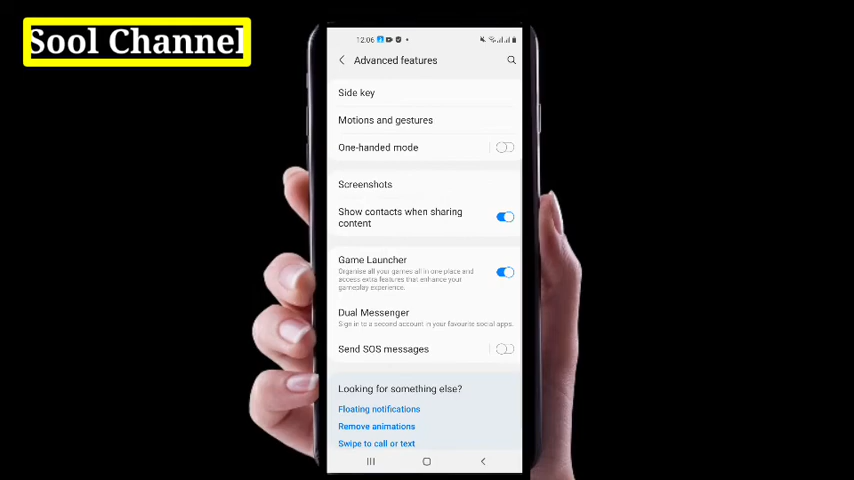 Sool Channel
12:06
Advanced features
Side key
Motions and gestures
One-handed mode
Screenshots
Show contacts when sharing
content
Game Launcher
Organise all your games all in one place and
access extra features that enhance your
gameplay experience.
Dual Messenger
Sign in to a second account in your favourite social apps.
Send SOS messages
Looking for something else?
Floating notifications
Remove animations
Swipe to call or text